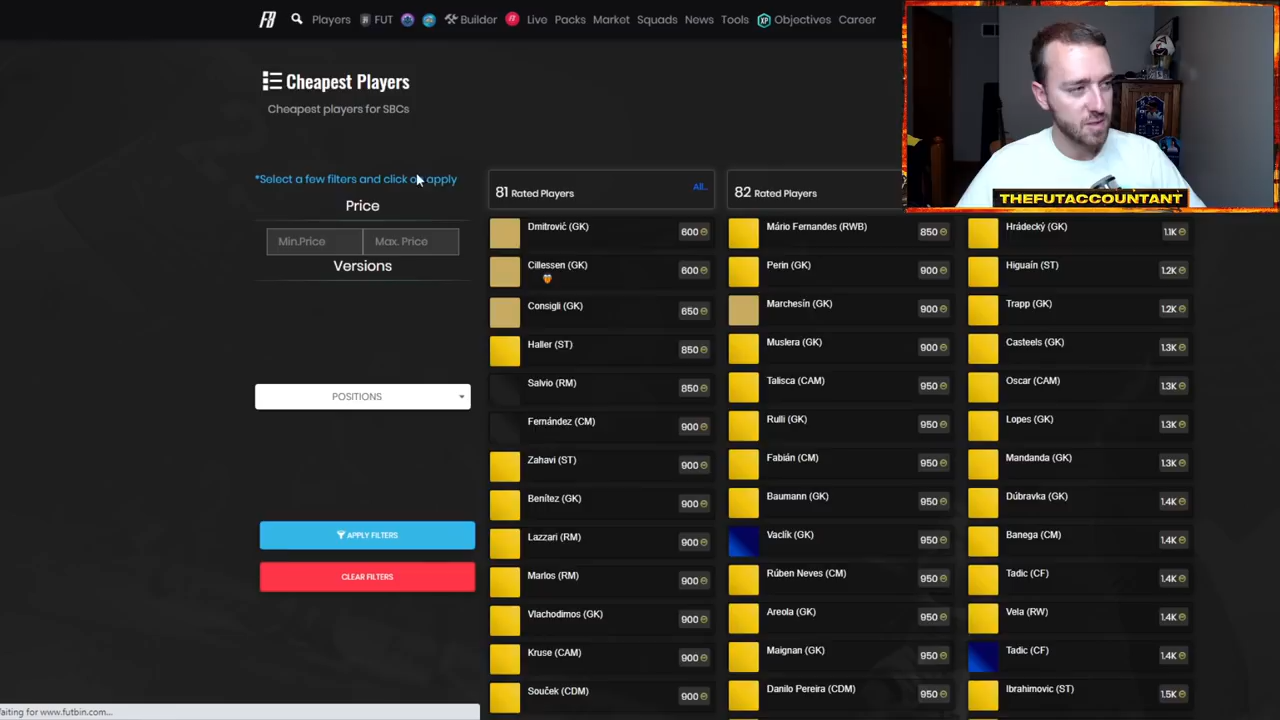 Players FUT Builder Live Packs Market Squads News Tools XP Objectives Career
Cheapest Players
Cheapest players for SBCs
*Select a few filters and click on apply
Price
Min.Price Max. Price
Versions
POSITIONS
APPLY FILTERS
CLEAR FILTERS
81 Rated Players All..
Dmitrovič (GK) 600
Cillessen (GK) 600
Consigli (GK) 650
Haller (ST) 850
Salvio (RM) 850
Fernández (CM) 900
Zahavi (ST) 900
Benítez (GK) 900
Lazzari (RM) 900
Marlos (RM) 900
Vlachodimos (GK) 900
Kruse (CAM) 900
Souček (CDM) 900
82 Rated Players
Mário Fernandes (RWB) 850
Perin (GK) 900
Marchesín (GK) 900
Muslera (GK) 900
Talisca (CAM) 950
Rulli (GK) 950
Fabián (CM) 950
Baumann (GK) 950
Vaclík (GK) 950
Rúben Neves (CM) 950
Areola (GK) 950
Maignan (GK) 950
Danilo Pereira (CDM) 950
Hrádecký (GK) 1.1K
Higuaín (ST) 1.2K
Trapp (GK) 1.2K
Casteels (GK) 1.3K
Oscar (CAM) 1.3K
Lopes (GK) 1.3K
Mandanda (GK) 1.3K
Dúbravka (GK) 1.4K
Banega (CM) 1.4K
Tadic (CF) 1.4K
Vela (RW) 1.4K
Tadic (CF) 1.4K
Ibrahimovic (ST) 1.5K
THEFUTACCOUNTANT
aiting for www.futbin.com...